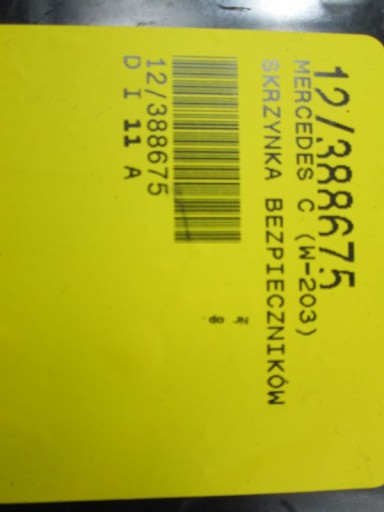 12/388675
MERCEDES C (W-203)
SKRZYNKA BEZPIECZNIKÓW
12/388675
D I 11 A